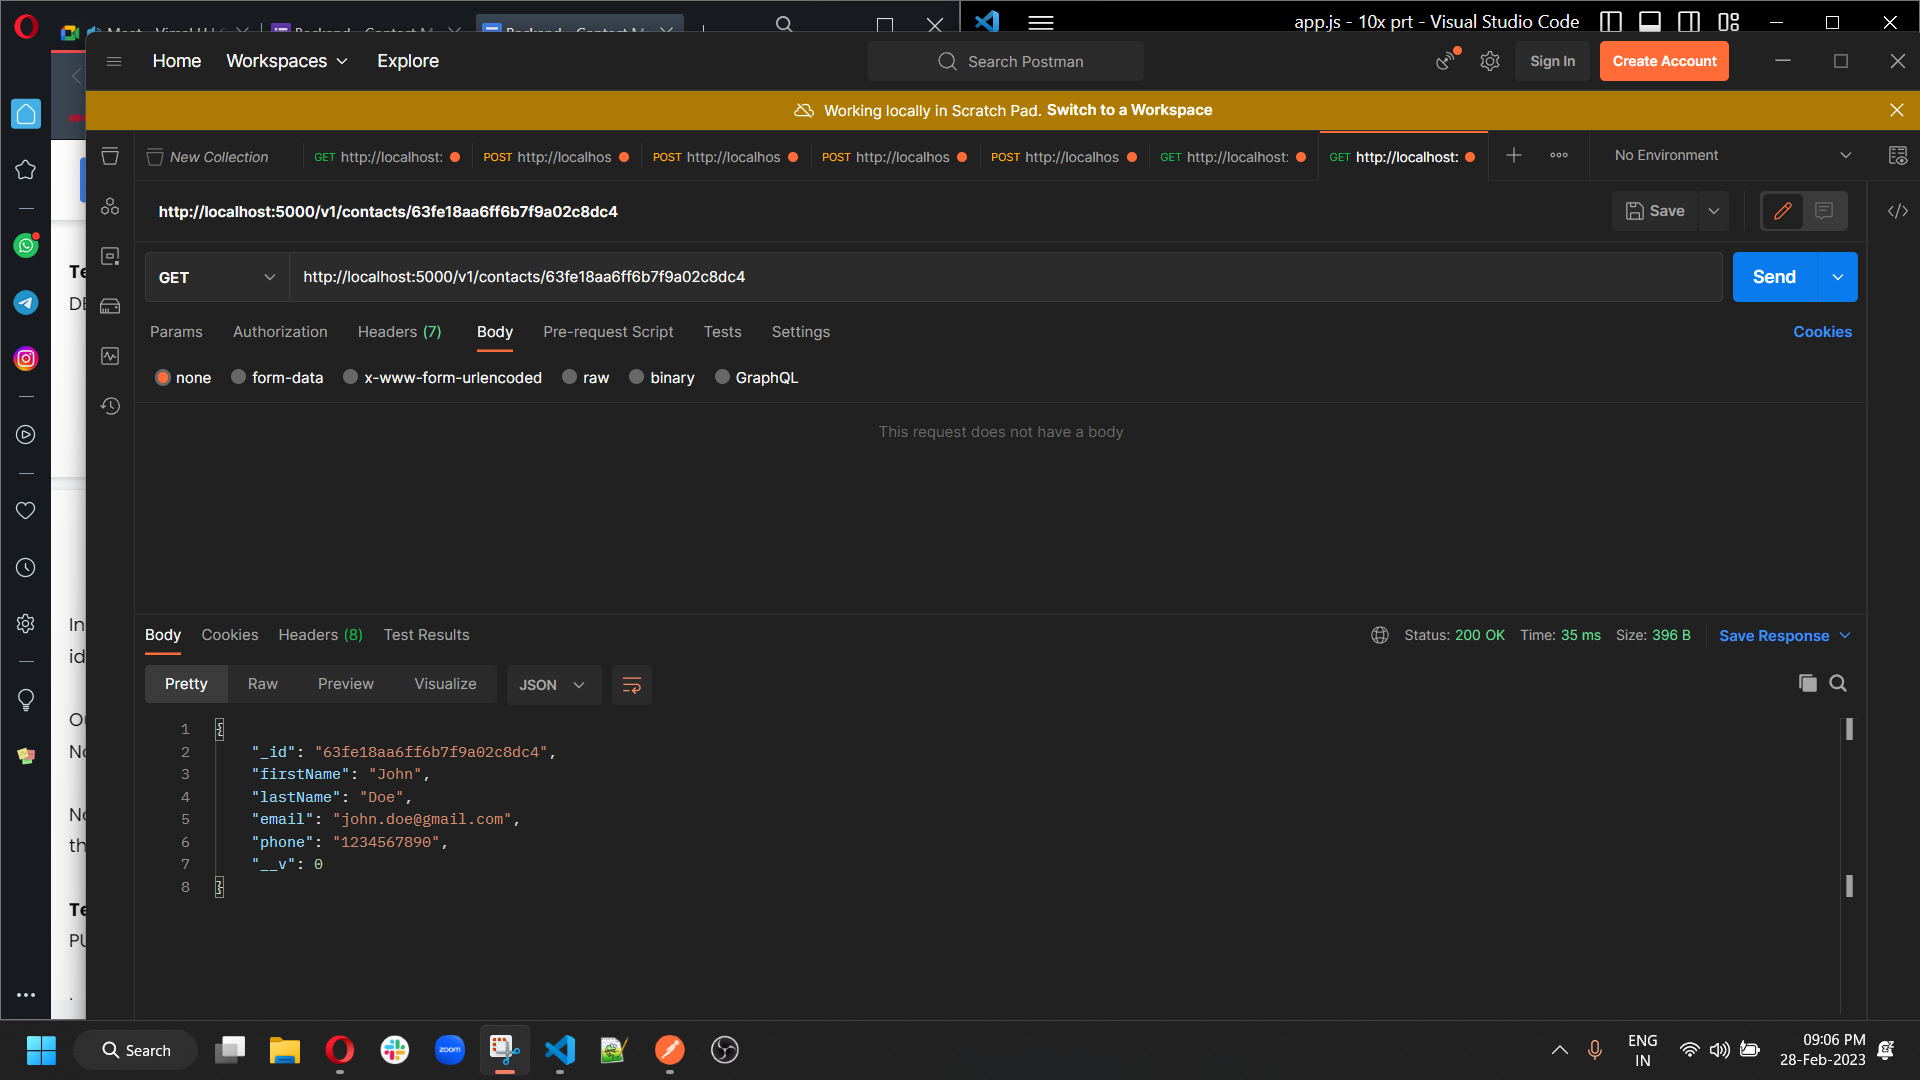 app.js - 10x prt - Visual Studio Code
Home Workspaces Explore
Search Postman
Sign In
Create Account
Working locally in Scratch Pad. Switch to a Workspace
New Collection
GET http://localhost:
POST http://localhos
POST http://localhos
POST http://localhos
POST http://localhos
GET http://localhost:
GET http://localhost:
No Environment
http://localhost:5000/v1/contacts/63fe18aa6ff6b7f9a02c8dc4
Save
GET
http://localhost:5000/v1/contacts/63fe18aa6ff6b7f9a02c8dc4
Send
Params Authorization Headers (7) Body Pre-request Script Tests Settings
Cookies
none form-data x-www-form-urlencoded raw binary GraphQL
This request does not have a body
Body Cookies Headers (8) Test Results
Status: 200 OK Time: 35 ms Size: 396 B
Save Response
Pretty Raw Preview Visualize
JSON
1 {
2 "_id": "63fe18aa6ff6b7f9a02c8dc4",
3 "firstName": "John",
4 "lastName": "Doe",
5 "email": "john.doe@gmail.com",
6 "phone": "1234567890",
7 "__v": 0
8 }
Search
zoom
ENG
IN
09:06 PM
28-Feb-2023